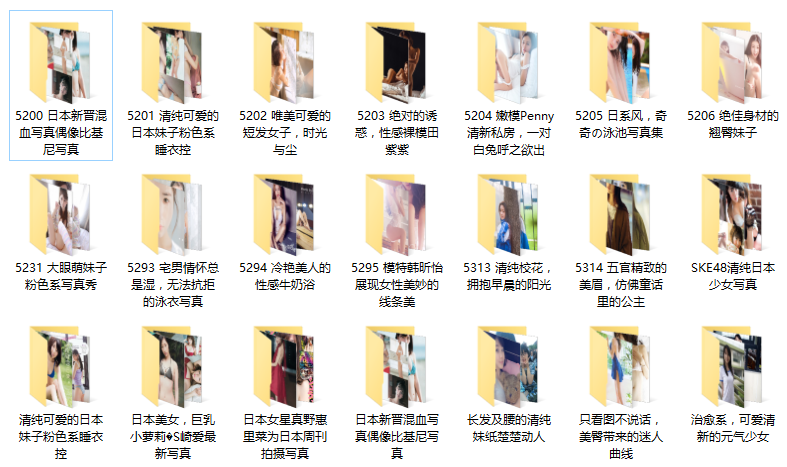 5200 日本新晋混
血写真偶像比基
尼写真
5201 清纯可爱的
日本妹子粉色系
睡衣控
5202 唯美可爱的
短发女子，时光
与尘
5203 绝对的诱
惑，性感裸模田
紫紫
5204 嫩模Penny
清新私房，一对
白兔呼之欲出
5205 日系风，奇
奇の泳池写真集
5206 绝佳身材的
翘臀妹子
5231 大眼萌妹子
粉色系写真秀
5293 宅男情怀总
是湿，无法抗拒
的泳衣写真
5294 冷艳美人的
性感牛奶浴
5295 模特韩昕怡
展现女性美妙的
线条美
5313 清纯校花，
拥抱早晨的阳光
5314 五官精致的
美眉，仿佛童话
里的公主
SKE48清纯日本
少女写真
清纯可爱的日本
妹子粉色系睡衣
控
日本美女，巨乳
小萝莉�S崎爱最
新写真
日本女星真野惠
里菜为日本周刊
拍摄写真
日本新晋混血写
真偶像比基尼写
真
长发及腰的清纯
妹纸楚楚动人
只看图不说话，
美臀带来的迷人
曲线
治愈系，可爱清
新的元气少女